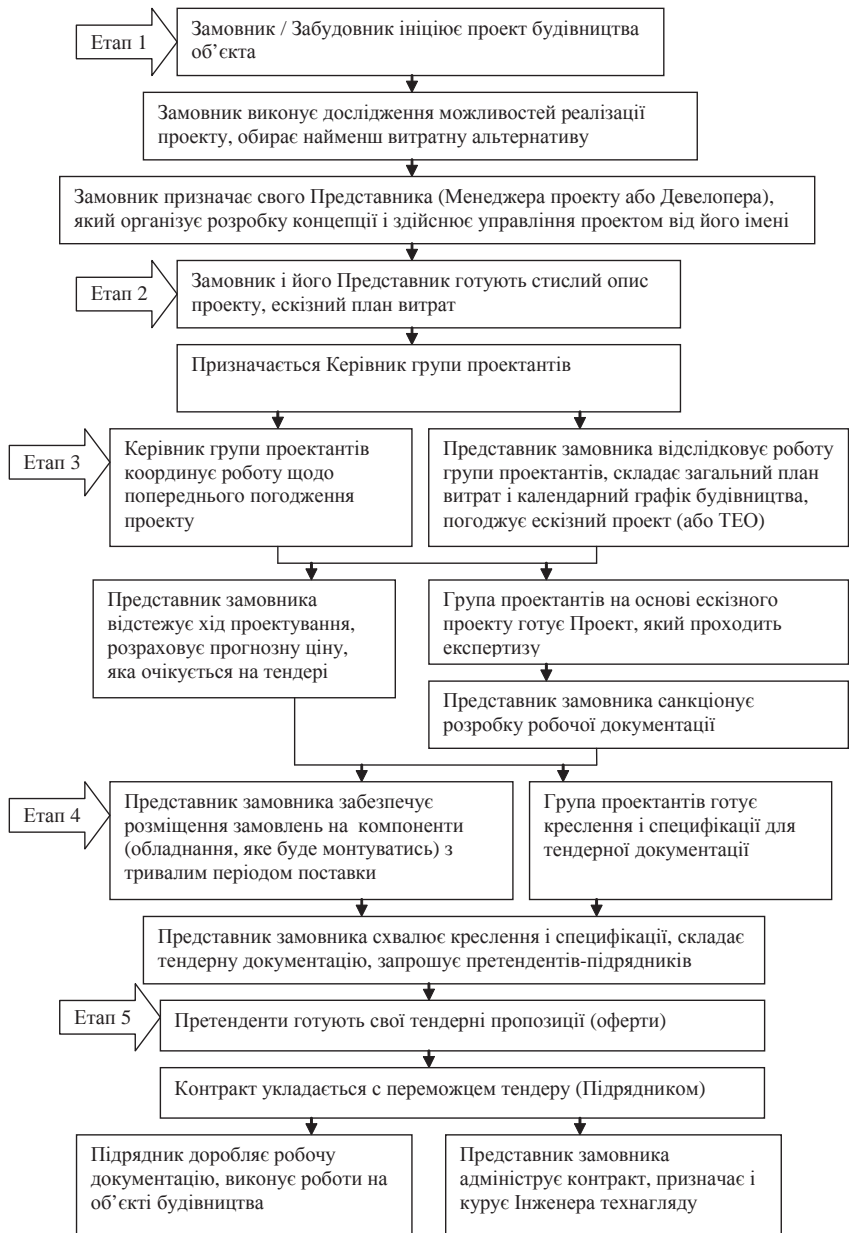 Етап 1
Замовник / Забудовник ініціює проект будівництва
об’єкта
Замовник виконує дослідження можливостей реалізації
проекту, обирає найменш витратну альтернативу
Замовник призначає свого Представника (Менеджера проекту або Девелопера),
який організує розробку концепції і здійснює управління проектом від його імені
Етап 2
Замовник і його Представник готують стислий опис
проекту, ескізний план витрат
Призначається Керівник групи проектантів
Етап 3
Керівник групи проектантів
координує роботу щодо
попереднього погодження
проекту
Представник замовника відслідковує роботу
групи проектантів, складає загальний план
витрат і календарний графік будівництва,
погоджує ескізний проект (або ТЕО)
Представник замовника
відстежує хід проектування,
розраховує прогнозну ціну,
яка очікується на тендері
Група проектантів на основі ескізного
проекту готує Проект, який проходить
експертизу
Представник замовника санкціонує
розробку робочої документації
Етап 4
Представник замовника забезпечує
розміщення замовлень на компоненти
(обладнання, яке буде монтуватись) з
тривалим періодом поставки
Група проектантів готує
креслення і специфікації для
тендерної документації
Представник замовника схвалює креслення і специфікації, складає
тендерну документацію, запрошує претендентів-підрядників
Етап 5
Претенденти готують свої тендерні пропозиції (оферти)
Контракт укладається с переможцем тендеру (Підрядником)
Підрядник доробляє робочу
документацію, виконує роботи на
об’єкті будівництва
Представник замовника
адмініструє контракт, призначає і
курує Інженера технагляду